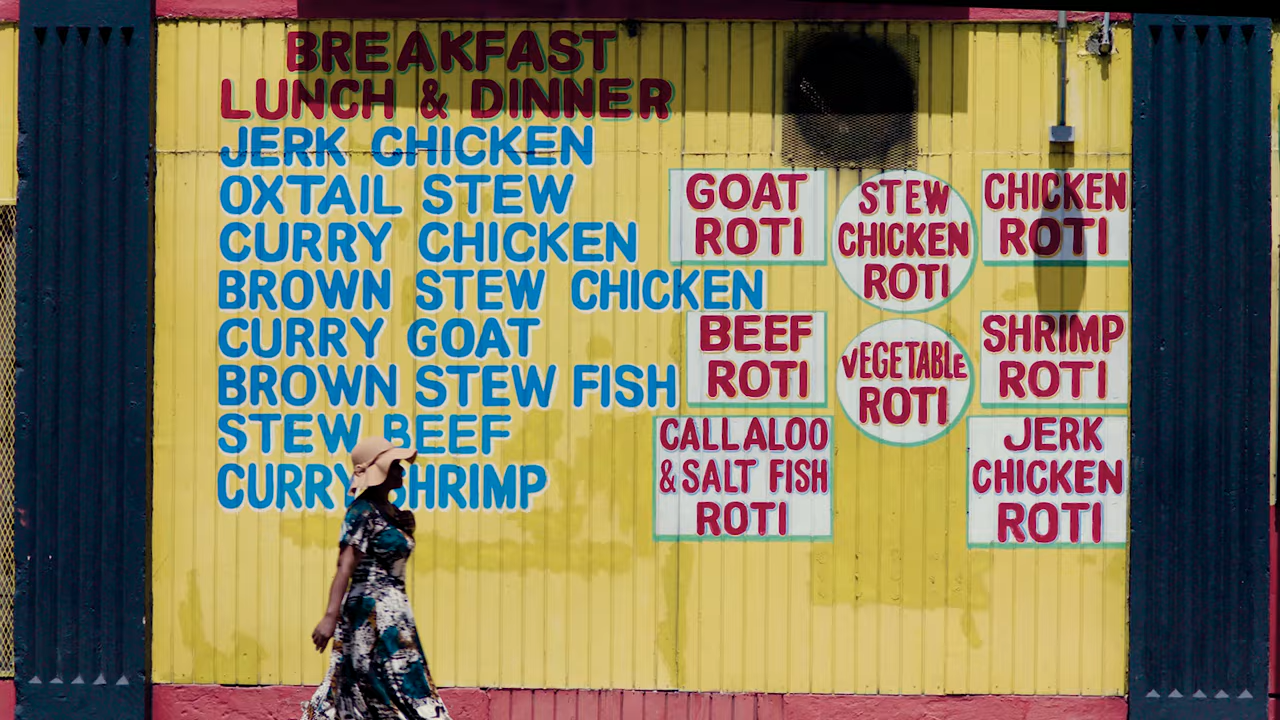 BREAKFAST
LUNCH & DINNER
JERK CHICKEN
OXTAIL STEW
CURRY CHICKEN
BROWN STEW CHICKEN
CURRY GOAT
BROWN STEW FISH
STEW BEEF
CURRY SHRIMP
GOAT
ROTI
STEW
CHICKEN
ROTI
CHICKEN
ROTI
BEEF
ROTI
VEGETABLE
ROTI
SHRIMP
ROTI
CALLALOO
& SALT FISH
ROTI
JERK
CHICKEN
ROTI